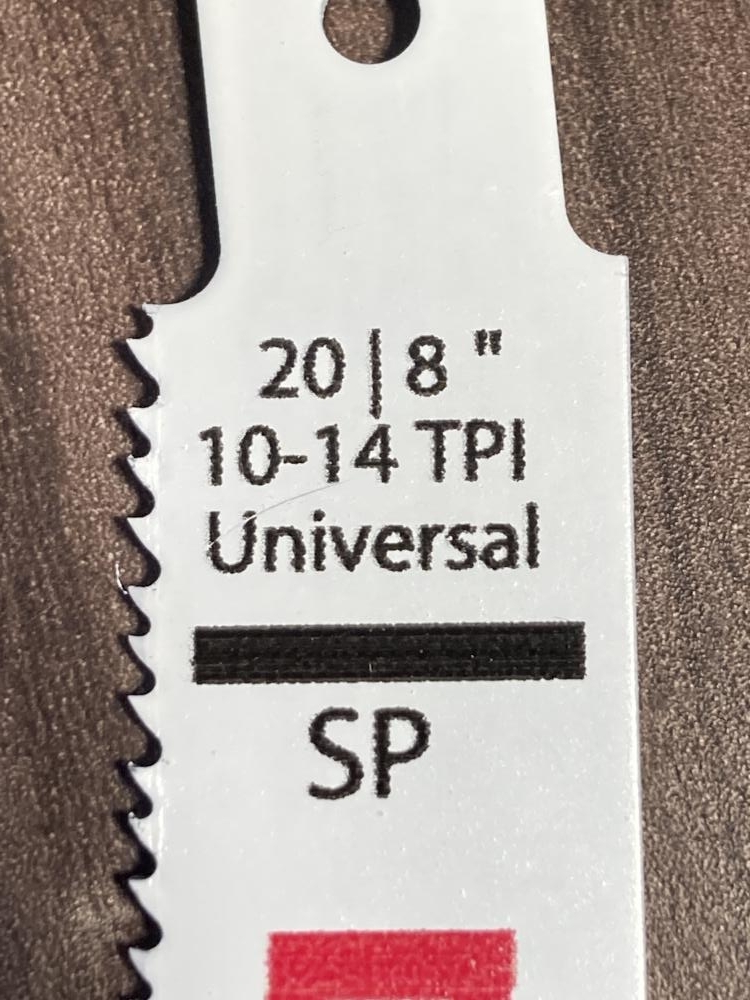 20 | 8 "
10-14 TPI
Universal
SP